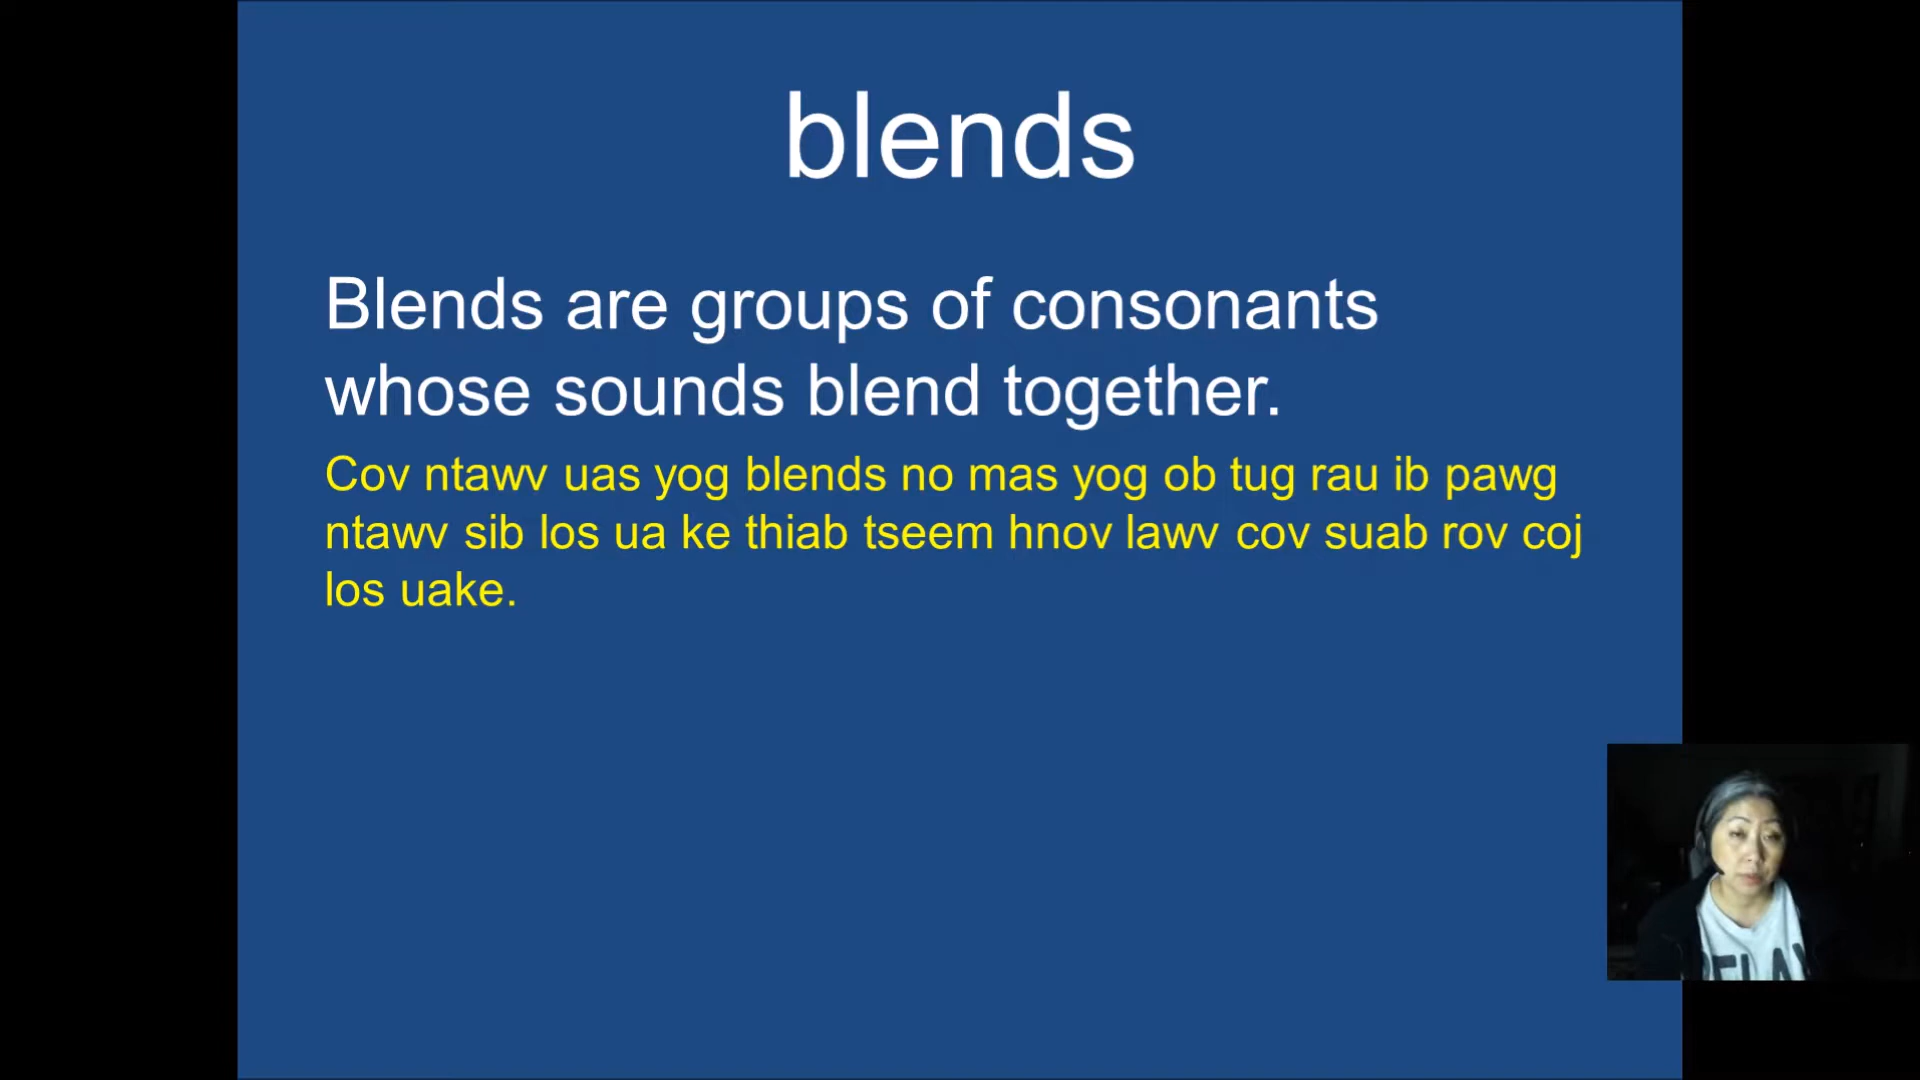 blends
Blends are groups of consonants
whose sounds blend together.
Cov ntawv uas yog blends no mas yog ob tug rau ib pawg
ntawv sib los ua ke thiab tseem hnov lawv cov suab rov coj
los uake.